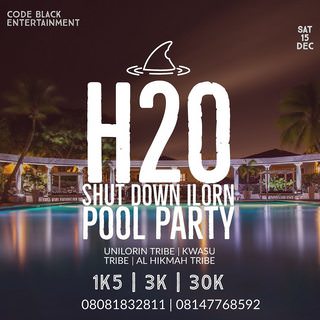 CODE BLACK
ENTERTAINMENT
SAT
15
DEC
H20
SHUT DOWN ILORN
POOL PARTY
UNILORIN TRIBE | KWASU
TRIBE | AL HIKMAH TRIBE
1K5 | 3K | 30K
08081832811 | 08147768592